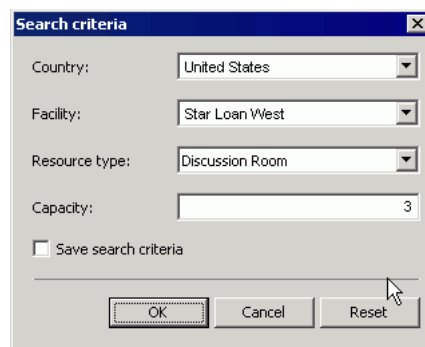 Search criteria
Country: United States
Facility: Star Loan West
Resource type: Discussion Room
Capacity: 3
Save search criteria
OK Cancel Reset